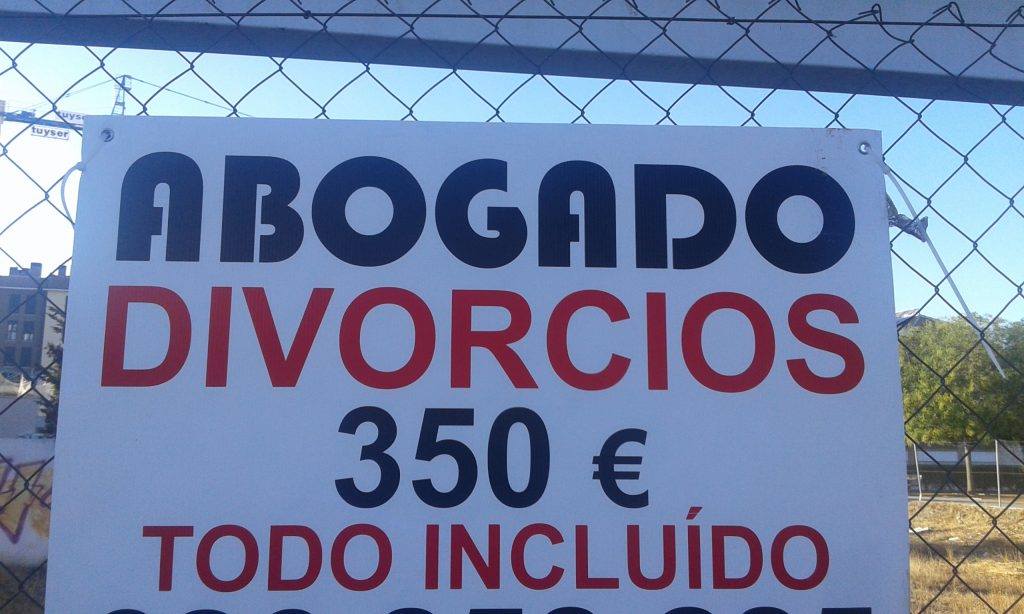 tuyser
tuyser
ABOGADO
DIVORCIOS
350 €
TODO INCLUÍDO